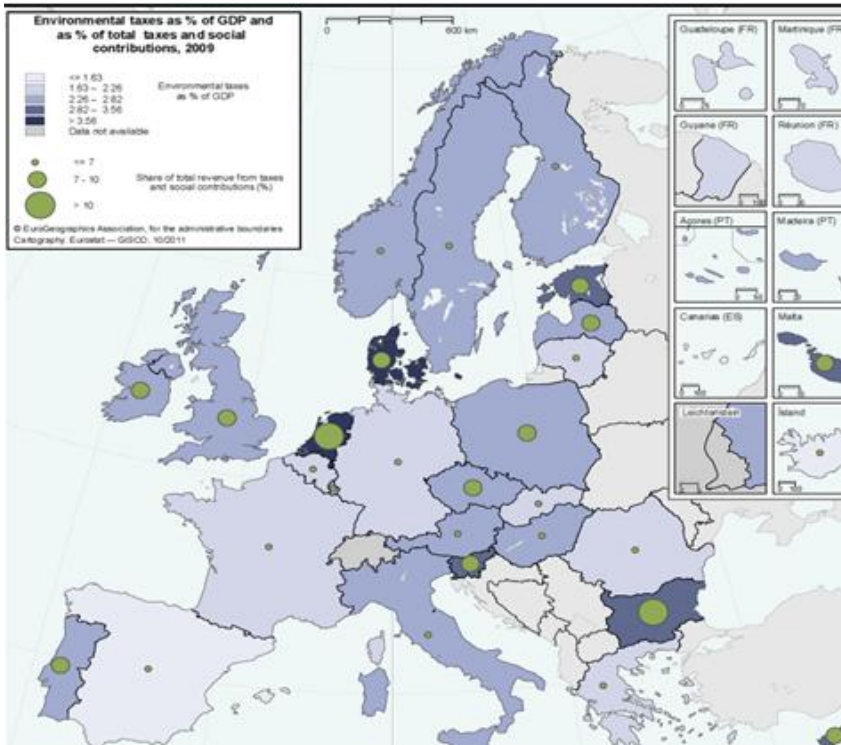 Environmental taxes as % of GDP and
as % of total taxes and social
contributions, 2009
<= 1.63
1.63 – 2.26
2.26 – 2.82
2.82 – 3.56
> 3.56
Data not available
Environmental taxes
as % of GDP
<= 7
7 - 10
> 10
Share of total revenue from taxes
and social contributions (%)
© EuroGeographics Association, for the administrative boundaries
Cartography: Eurostat — GISCO, 10/2011
0 600 km
Guadeloupe (FR)
Martinique (FR)
Guyane (FR)
Réunion (FR)
Açores (PT)
Madeira (PT)
Canarias (ES)
Malta
Liechtenstein
Ísland